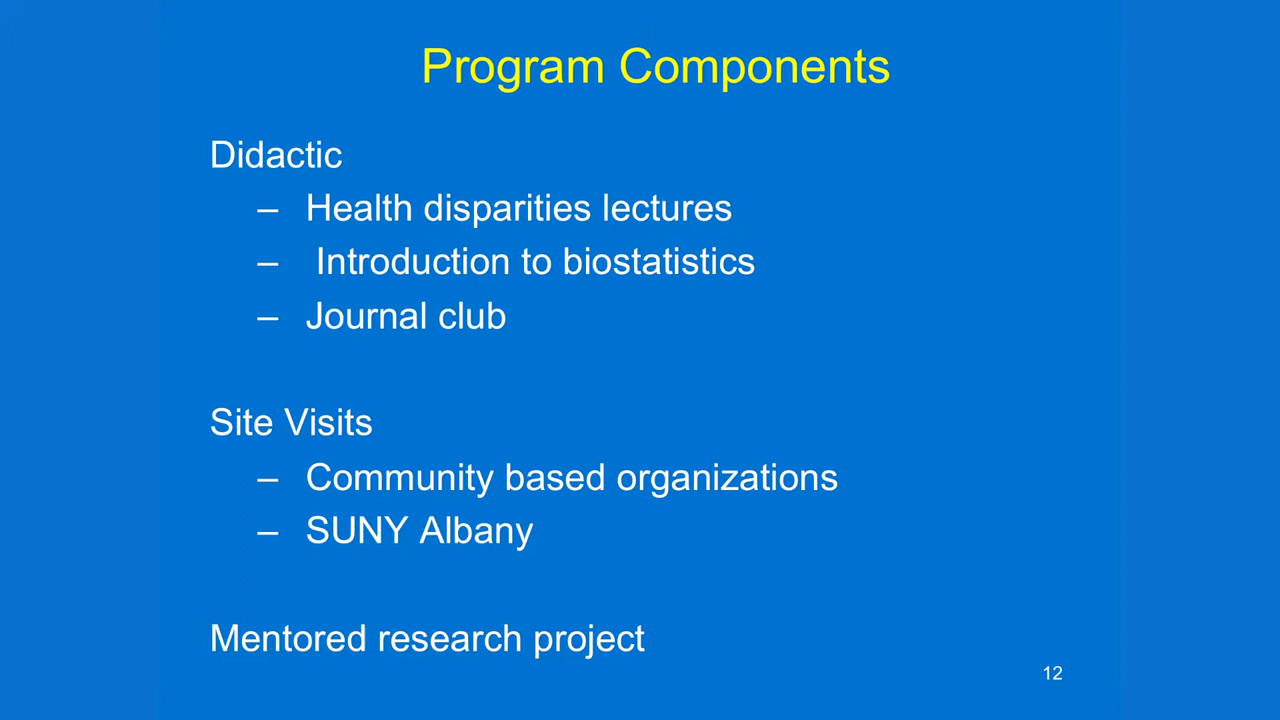 Program Components
Didactic
– Health disparities lectures
– Introduction to biostatistics
– Journal club
Site Visits
– Community based organizations
– SUNY Albany
Mentored research project
12